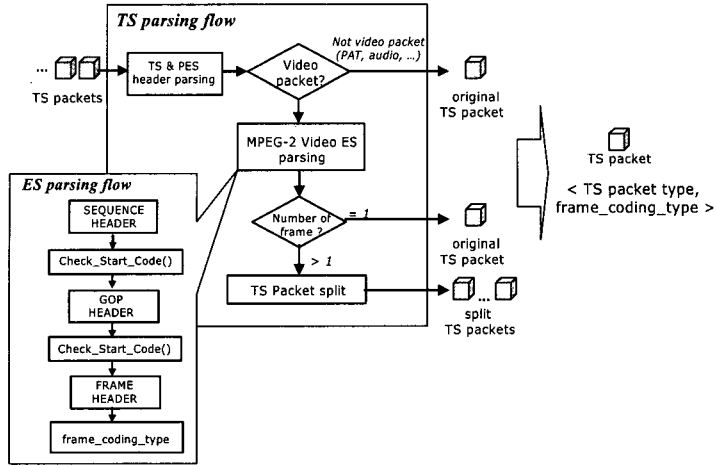 TS parsing flow
Not video packet
(PAT, audio, ...)
...
TS packets
TS & PES
header parsing
Video
packet?
original
TS packet
MPEG-2 Video ES
parsing
TS packet
< TS packet type,
frame_coding_type >
ES parsing flow
SEQUENCE
HEADER
Check_Start_Code()
GOP
HEADER
Check_Start_Code()
FRAME
HEADER
frame_coding_type
Number of
frame ?
= 1
original
TS packet
> 1
TS Packet split
...
split
TS packets